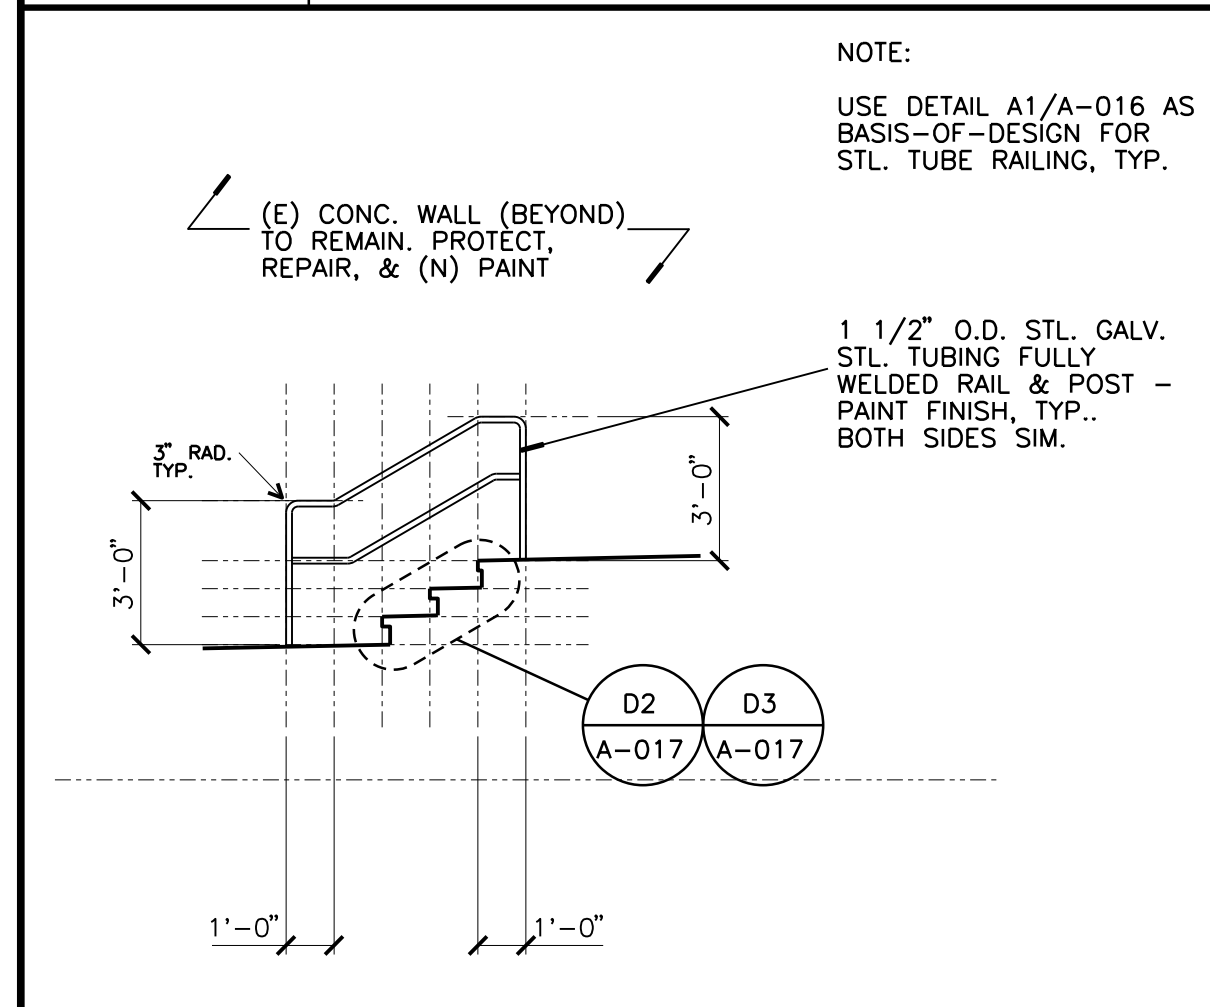 NOTE:
USE DETAIL A1/A-016 AS
BASIS-OF-DESIGN FOR
STL. TUBE RAILING, TYP.
(E) CONC. WALL (BEYOND)
TO REMAIN. PROTECT,
REPAIR, & (N) PAINT
1 1/2" O.D. STL. GALV.
STL. TUBING FULLY
WELDED RAIL & POST -
PAINT FINISH, TYP..
BOTH SIDES SIM.
3" RAD.
TYP.
3'-0"
3'-0"
D2
A-017
D3
A-017
1'-0"
1'-0"